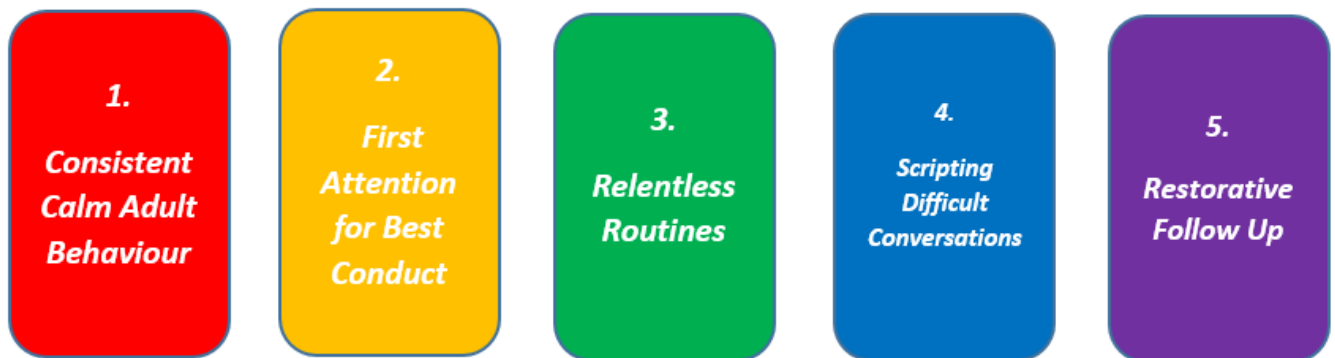 1.
Consistent
Calm Adult
Behaviour
2.
First
Attention
for Best
Conduct
3.
Relentless
Routines
4.
Scripting
Difficult
Conversations
5.
Restorative
Follow Up